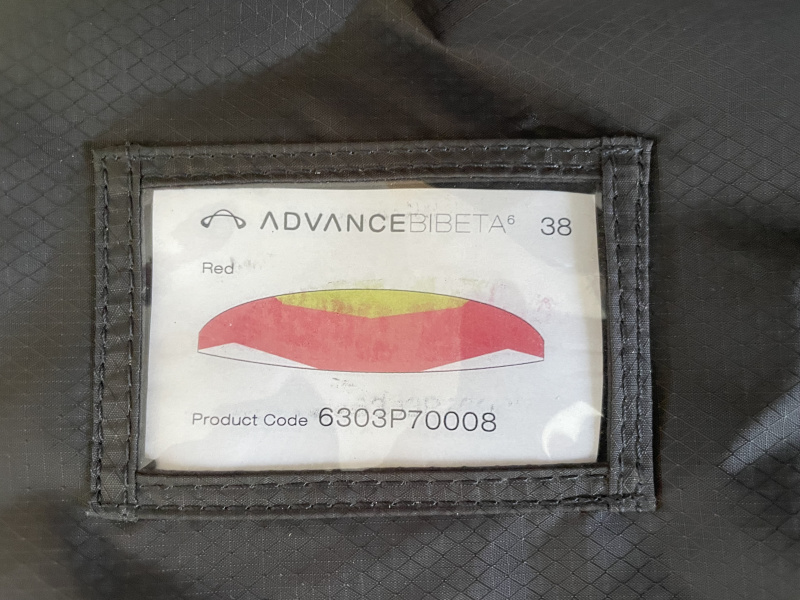 ADVANCEBIBETA⁶ 38
Red
Product Code 6303P70008